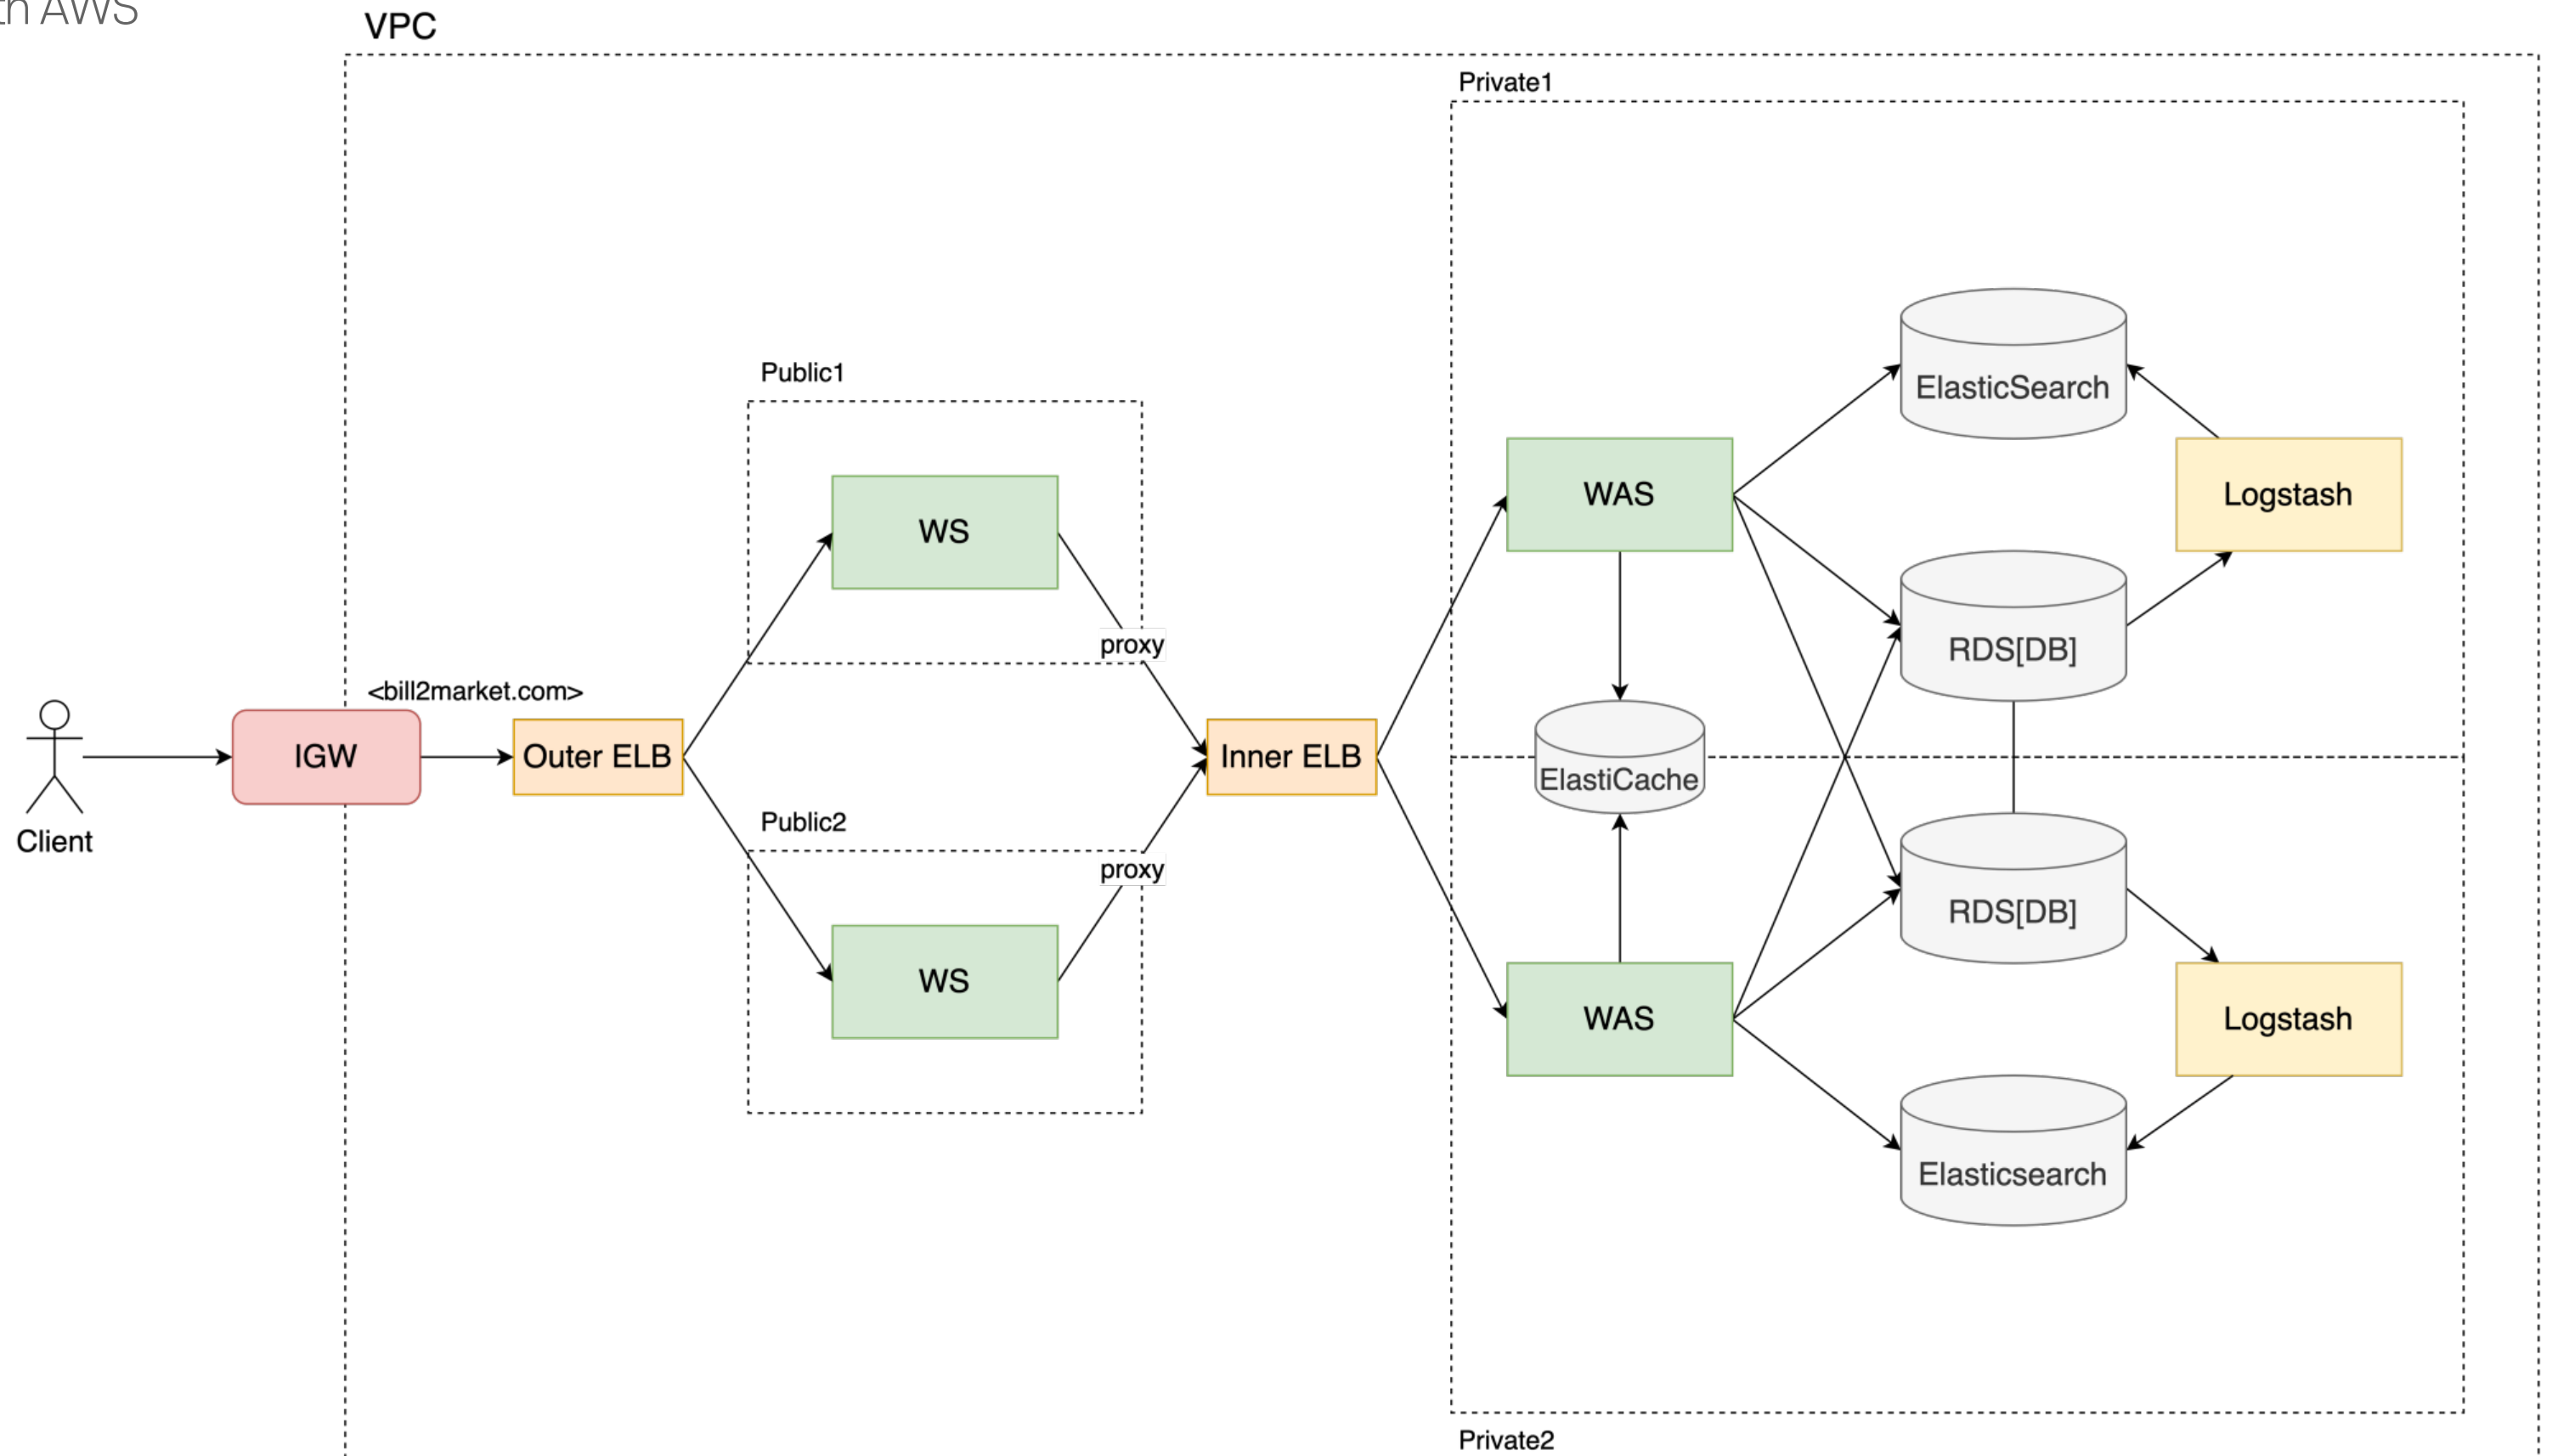 AWS
VPC
Private1
Public1
ElasticSearch
WAS
Logstash
WS
proxy
RDS[DB]
<bill2market.com>
IGW
Outer ELB
Inner ELB
ElastiCache
Client
Public2
proxy
RDS[DB]
WS
WAS
Logstash
Elasticsearch
Private2